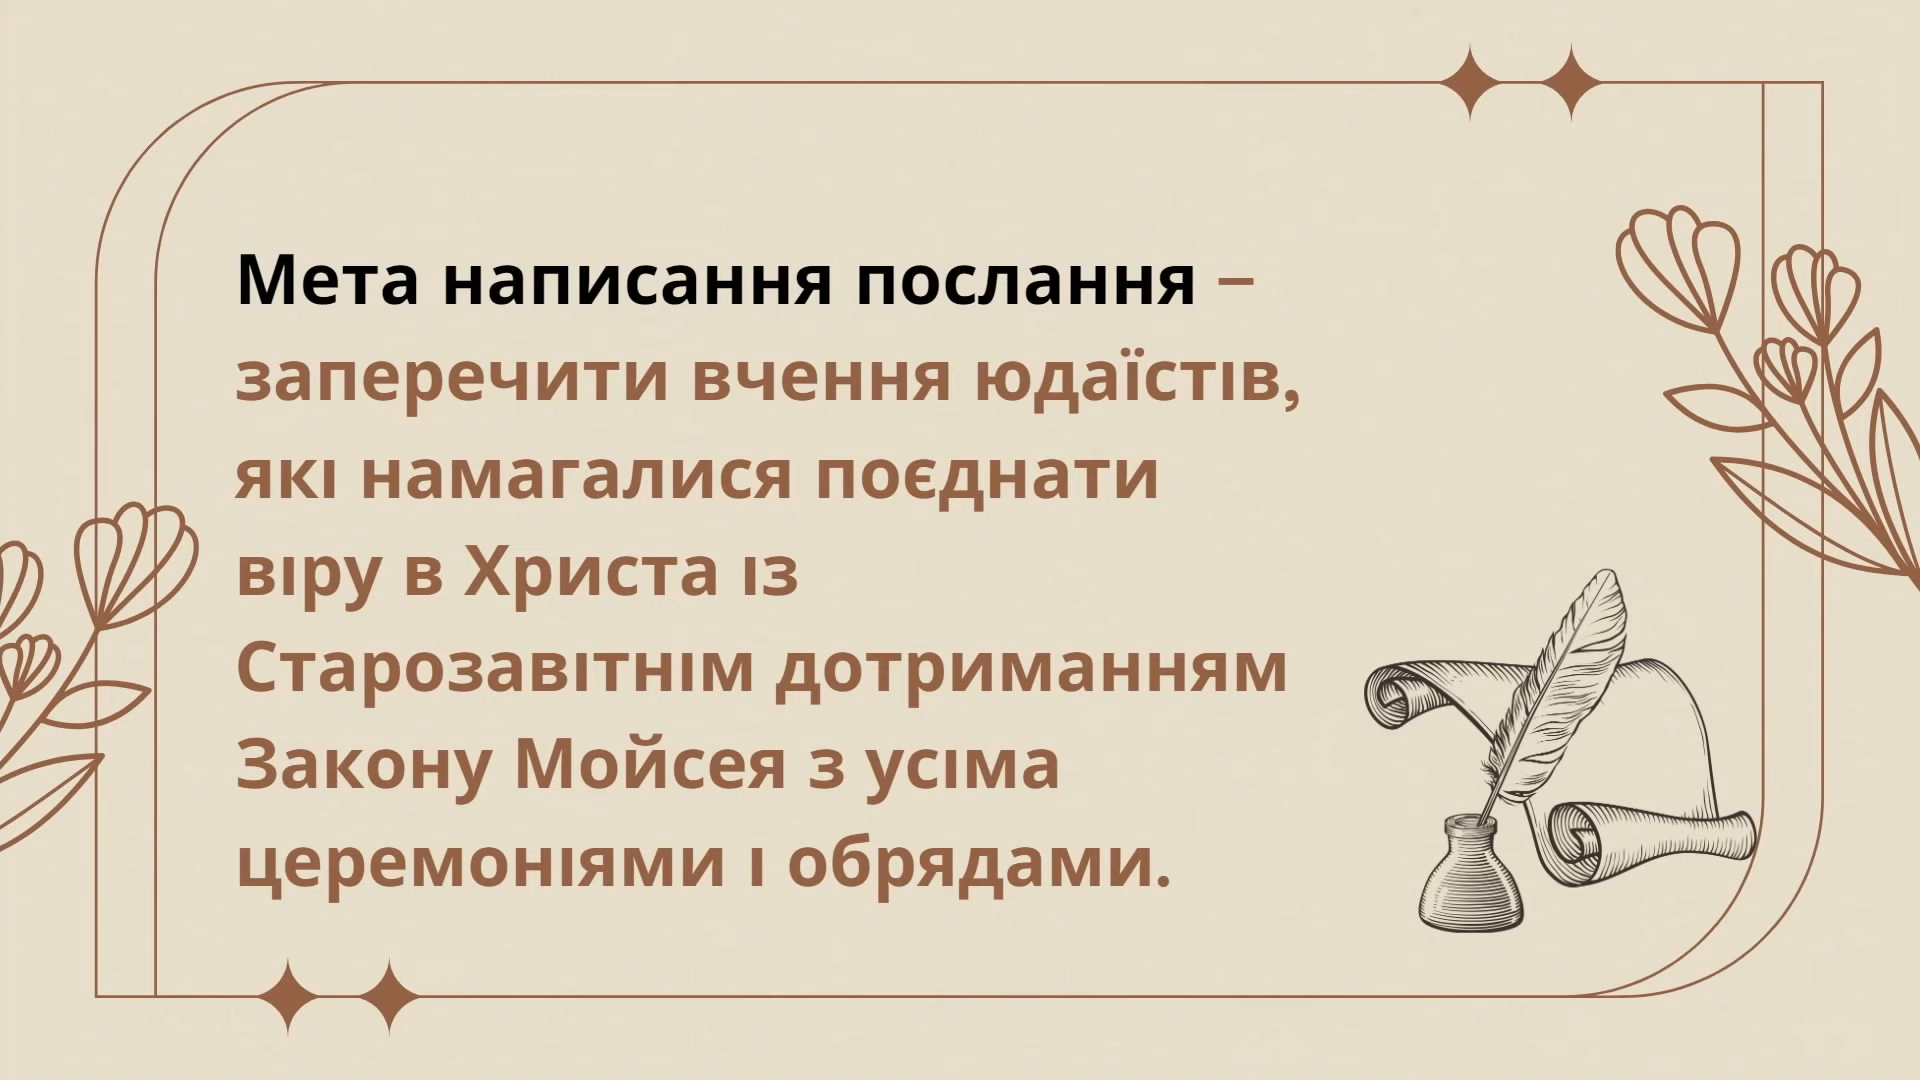 Мета написання послання –
заперечити вчення юдаїстів,
які намагалися поєднати
віру в Христа із
Старозавітнім дотриманням
Закону Мойсея з усіма
церемоніями і обрядами.